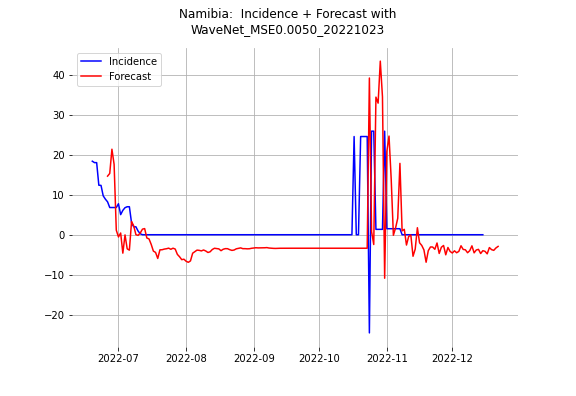 Namibia:  Incidence + Forecast with
WaveNet_MSE0.0050_20221023
Incidence
Forecast
40
30
20
10
0
−10
−20
2022-07 2022-08 2022-09 2022-10 2022-11 2022-12